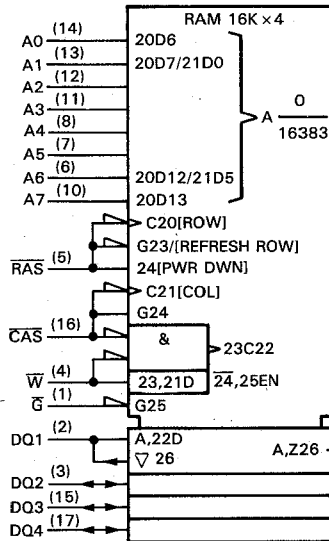 RAM 16K×4
A0 (14) 20D6
A1 (13) 20D7/21D0
A2 (12)
A3 (11)
A4 (8)
A5 (7)
A6 (6) 20D12/21D5
A7 (10) 20D13
A 0
16383
C20[ROW]
G23/[REFRESH ROW]
R̅A̅S̅ (5) 24[PWR DWN]
C21[COL]
G24
C̅A̅S̅ (16) & 23C22
W̅ (4) 23,21D 2̅4̅,25EN
G̅ (1) G25
DQ1 (2) A,22D A,Z26
▽ 26
DQ2 (3)
DQ3 (15)
DQ4 (17)